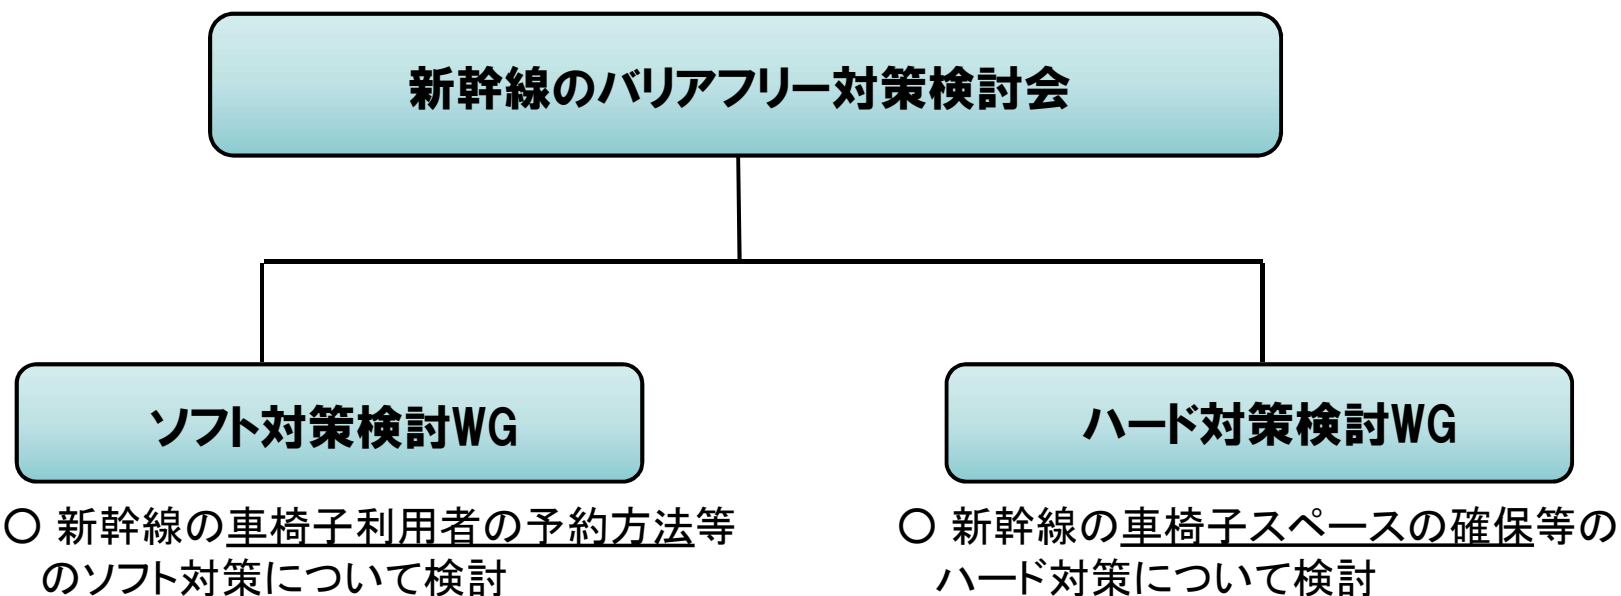 新幹線のバリアフリー対策検討会
ソフト対策検討WG
ハード対策検討WG
○ 新幹線の車椅子利用者の予約方法等
のソフト対策について検討
○ 新幹線の車椅子スペースの確保等の
ハード対策について検討